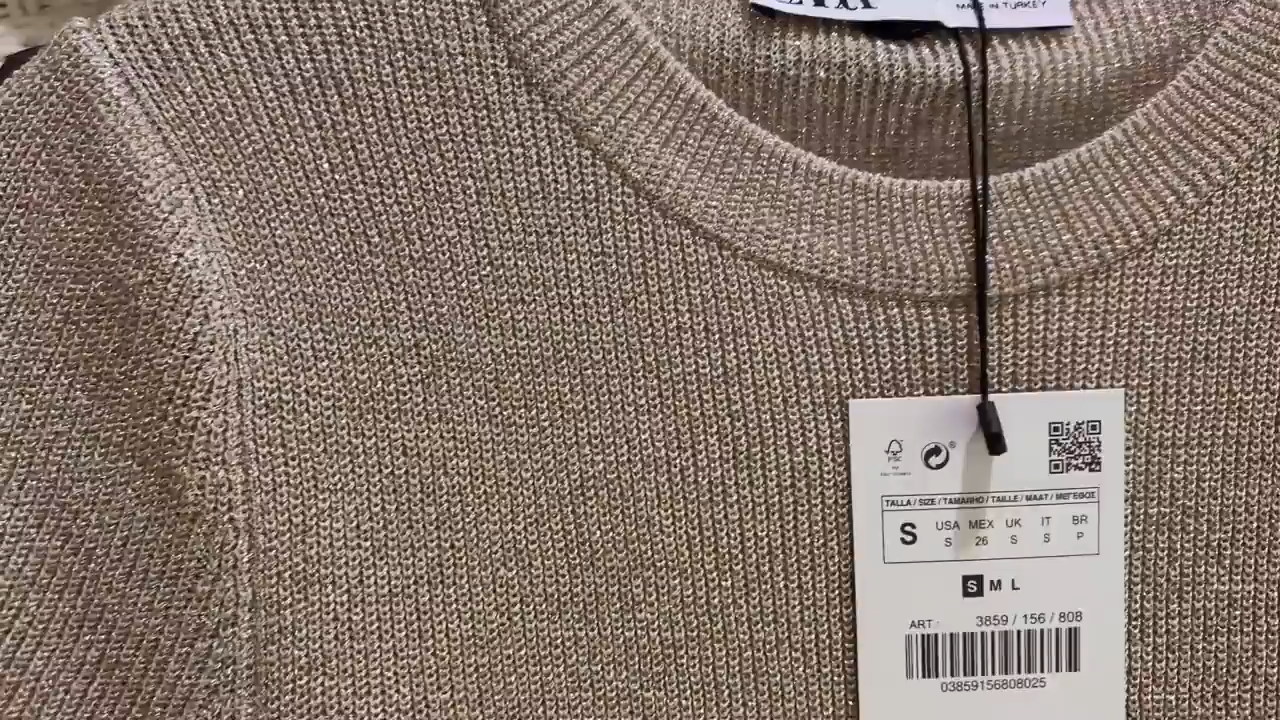 MADE IN TURKEY
FSC
®
TALLA / SIZE / TAMANHO / TAILLE / MAAT / ΜΕΓΕΘΟΣ
S USA MEX UK IT BR
S 26 S S P
S M L
ART : 3859 / 156 / 808
03859156808025